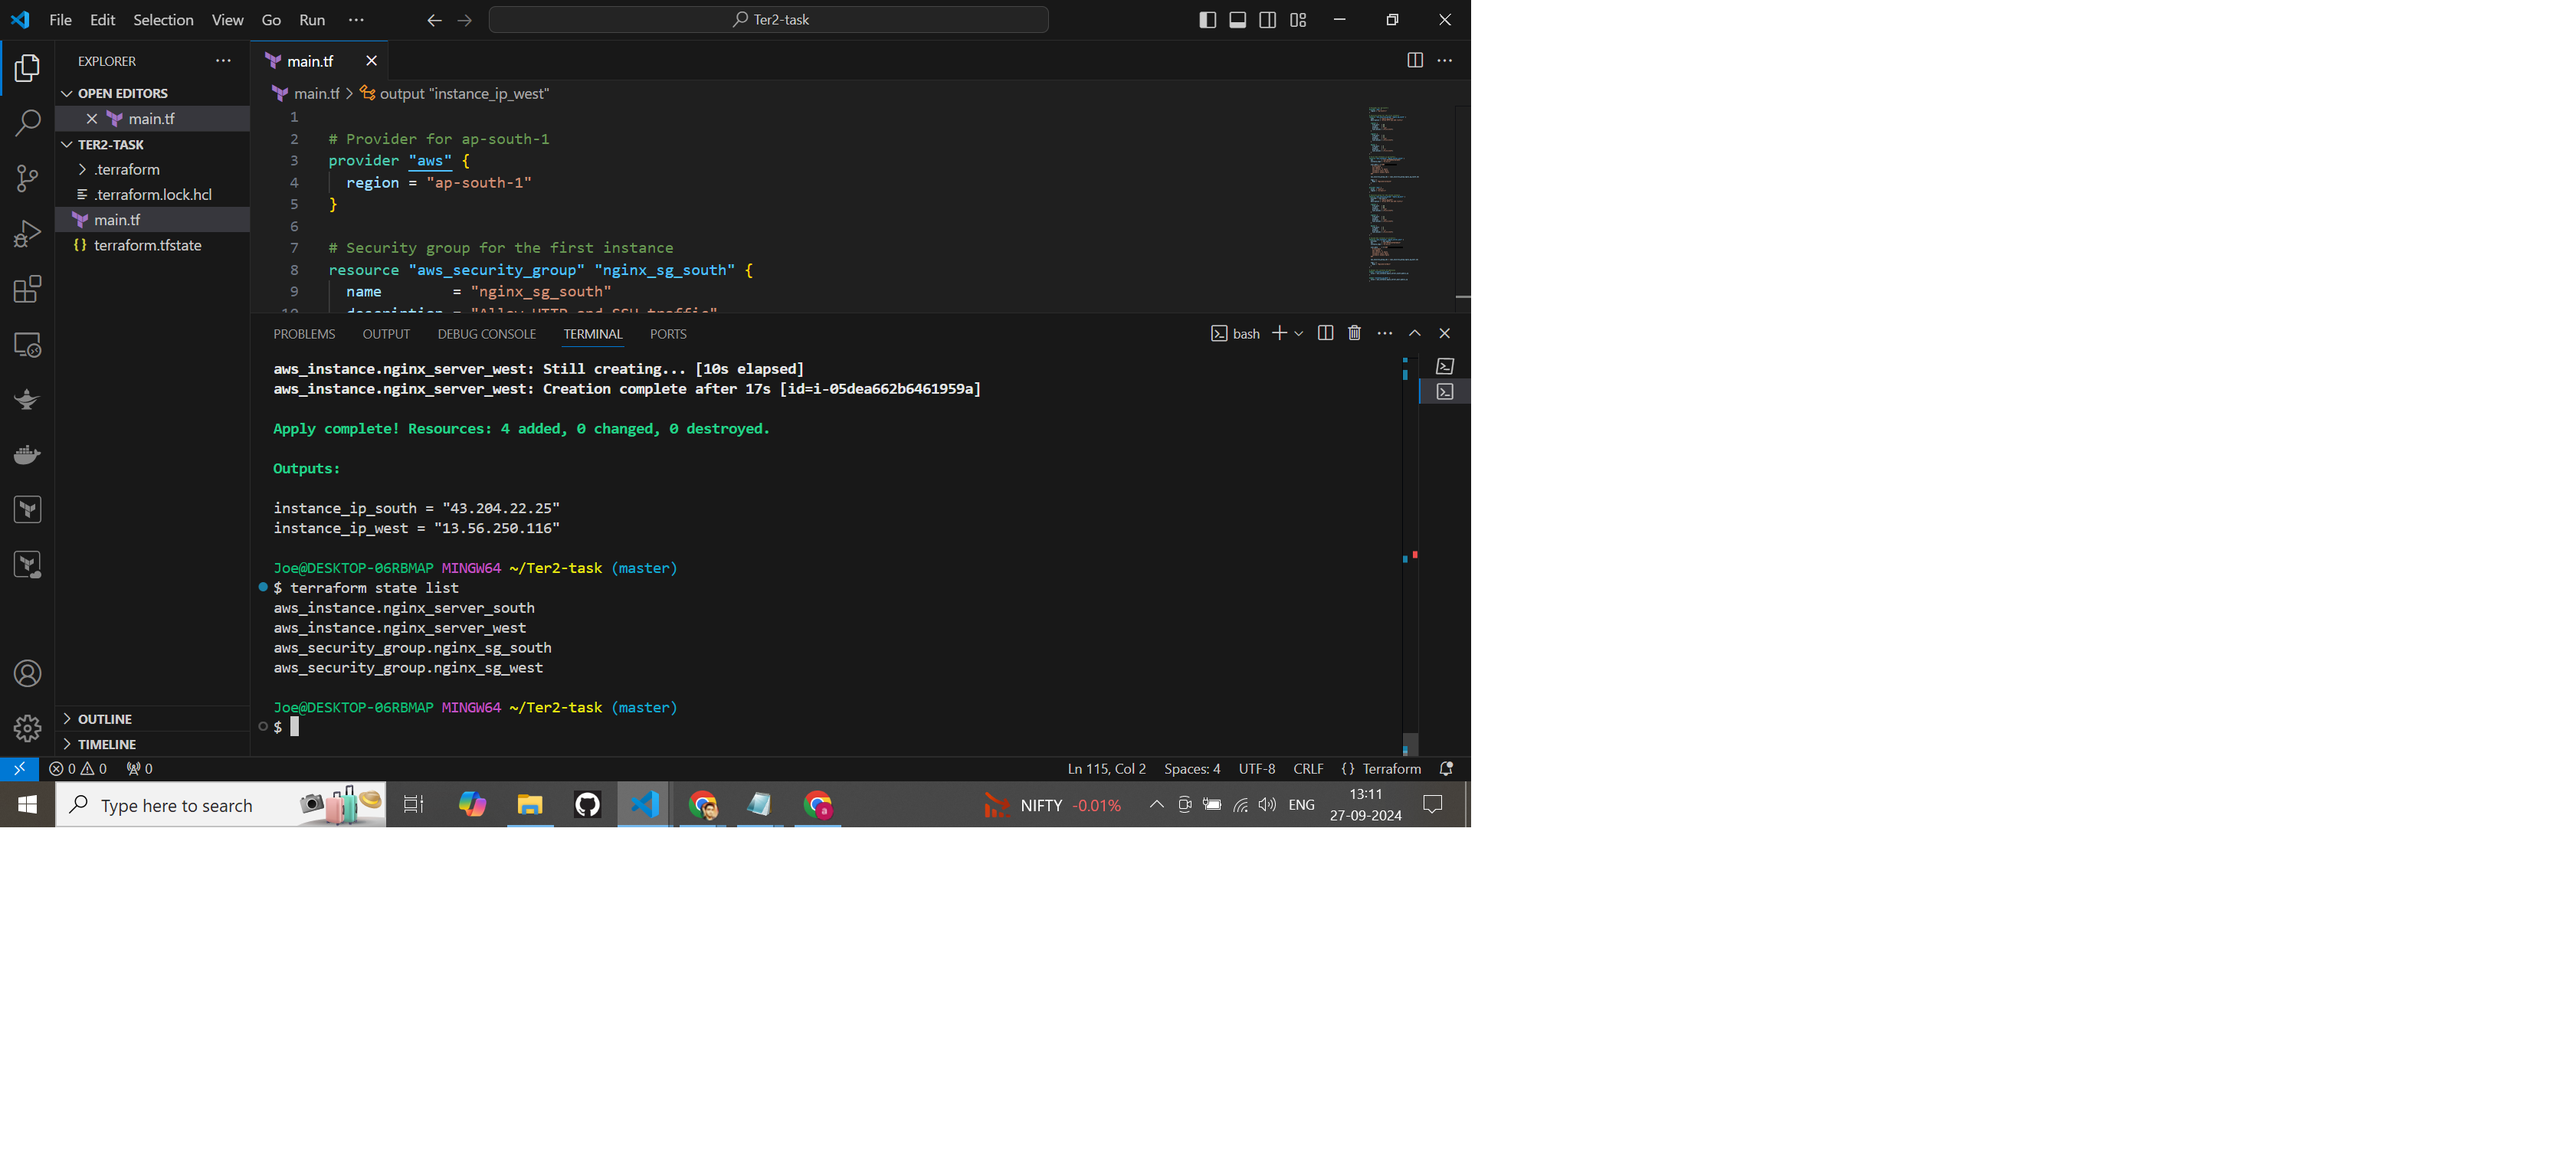 File Edit Selection View Go Run ··· Ter2-task
EXPLORER ···
OPEN EDITORS
main.tf
TER2-TASK
.terraform
.terraform.lock.hcl
main.tf
{} terraform.tfstate
OUTLINE
TIMELINE
main.tf
main.tf > output "instance_ip_west"
1
2 # Provider for ap-south-1
3 provider "aws" {
4 region = "ap-south-1"
5 }
6
7 # Security group for the first instance
8 resource "aws_security_group" "nginx_sg_south" {
9 name = "nginx_sg_south"
10 description = "Allow HTTP and SSH traffic"
PROBLEMS OUTPUT DEBUG CONSOLE TERMINAL PORTS bash
aws_instance.nginx_server_west: Still creating... [10s elapsed]
aws_instance.nginx_server_west: Creation complete after 17s [id=i-05dea662b6461959a]
Apply complete! Resources: 4 added, 0 changed, 0 destroyed.
Outputs:
instance_ip_south = "43.204.22.25"
instance_ip_west = "13.56.250.116"
Joe@DESKTOP-06RBMAP MINGW64 ~/Ter2-task (master)
$ terraform state list
aws_instance.nginx_server_south
aws_instance.nginx_server_west
aws_security_group.nginx_sg_south
aws_security_group.nginx_sg_west
Joe@DESKTOP-06RBMAP MINGW64 ~/Ter2-task (master)
$
0 0 0 Ln 115, Col 2 Spaces: 4 UTF-8 CRLF {} Terraform
Type here to search NIFTY -0.01% ENG 13:11
27-09-2024